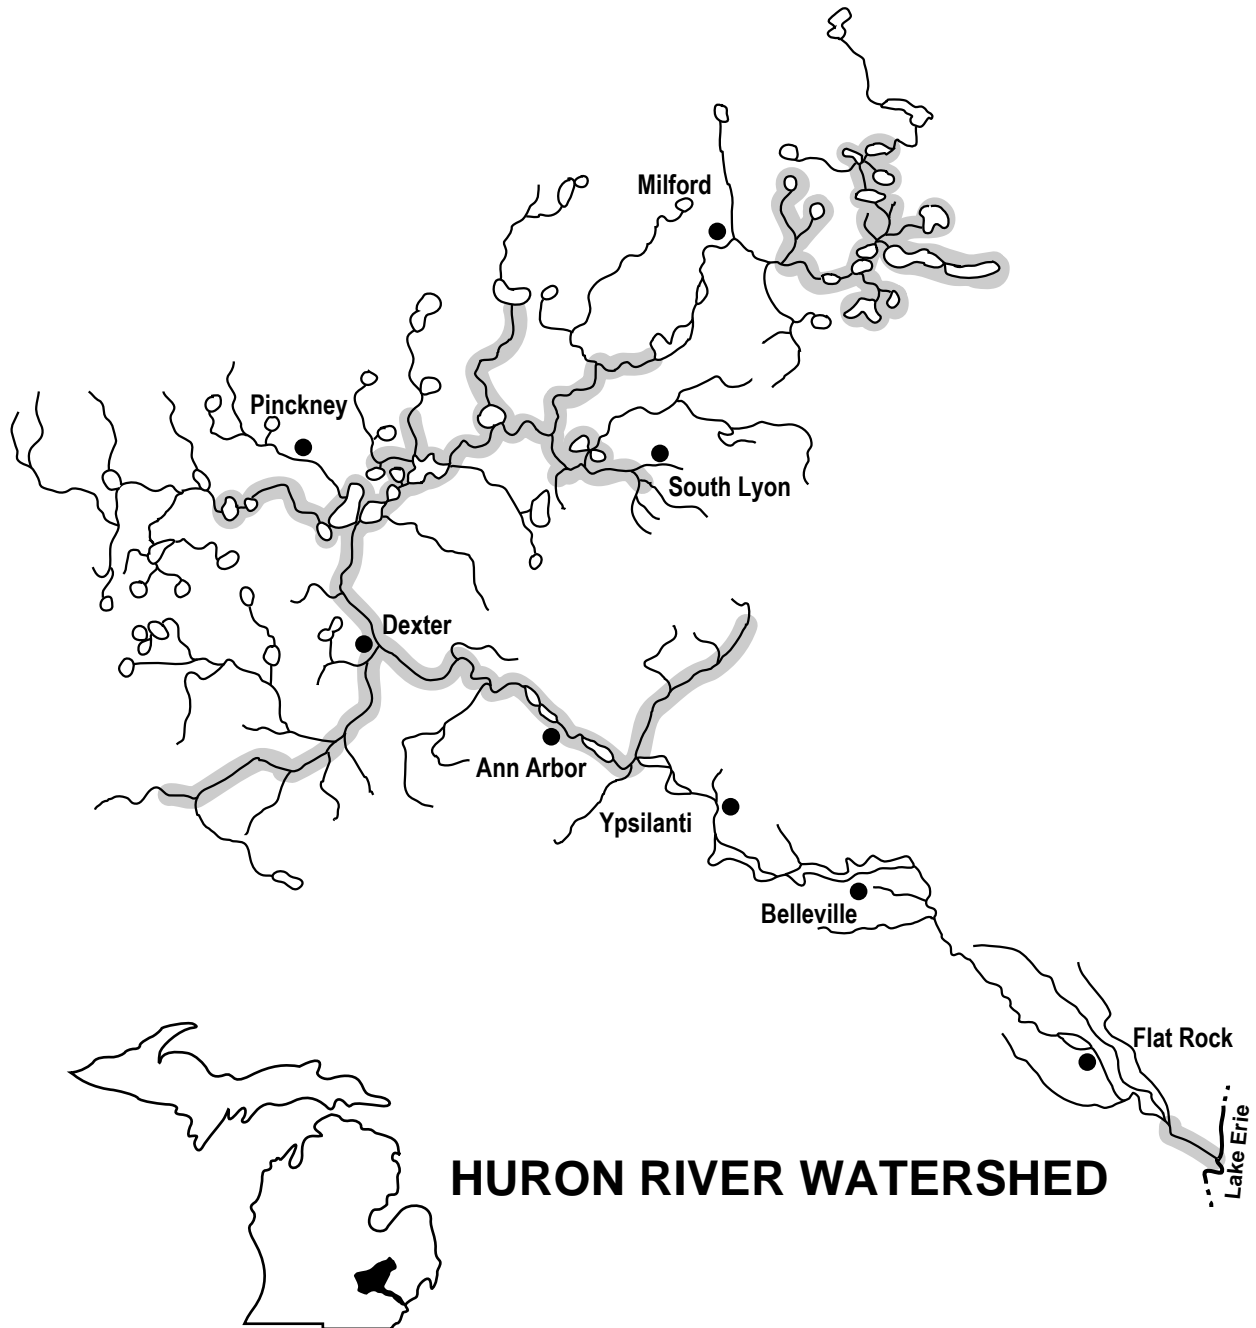 Milford
Pinckney
South Lyon
Dexter
Ann Arbor
Ypsilanti
Belleville
Flat Rock
Lake Erie
HURON RIVER WATERSHED